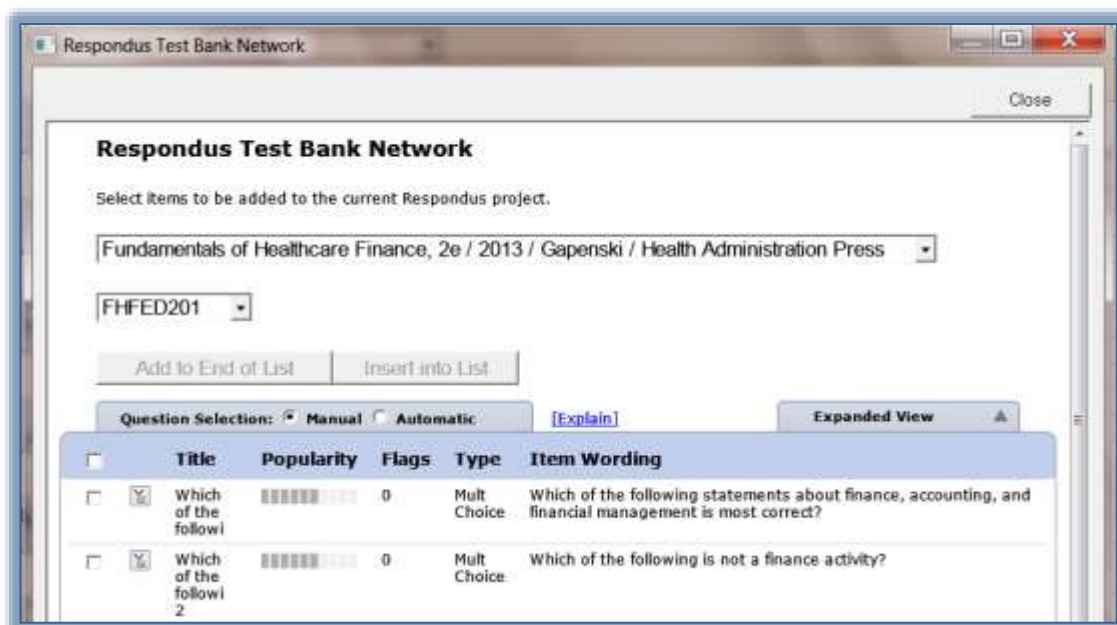 Respondus Test Bank Network
Close
Respondus Test Bank Network
Select items to be added to the current Respondus project.
Fundamentals of Healthcare Finance, 2e / 2013 / Gapenski / Health Administration Press
FHFED201
Add to End of List Insert into List
Question Selection: Manual Automatic [Explain] Expanded View
Title Popularity Flags Type Item Wording
Which 0 Mult Which of the following statements about finance, accounting, and
of the Choice financial management is most correct?
followi
Which 0 Mult Which of the following is not a finance activity?
of the Choice
followi
2